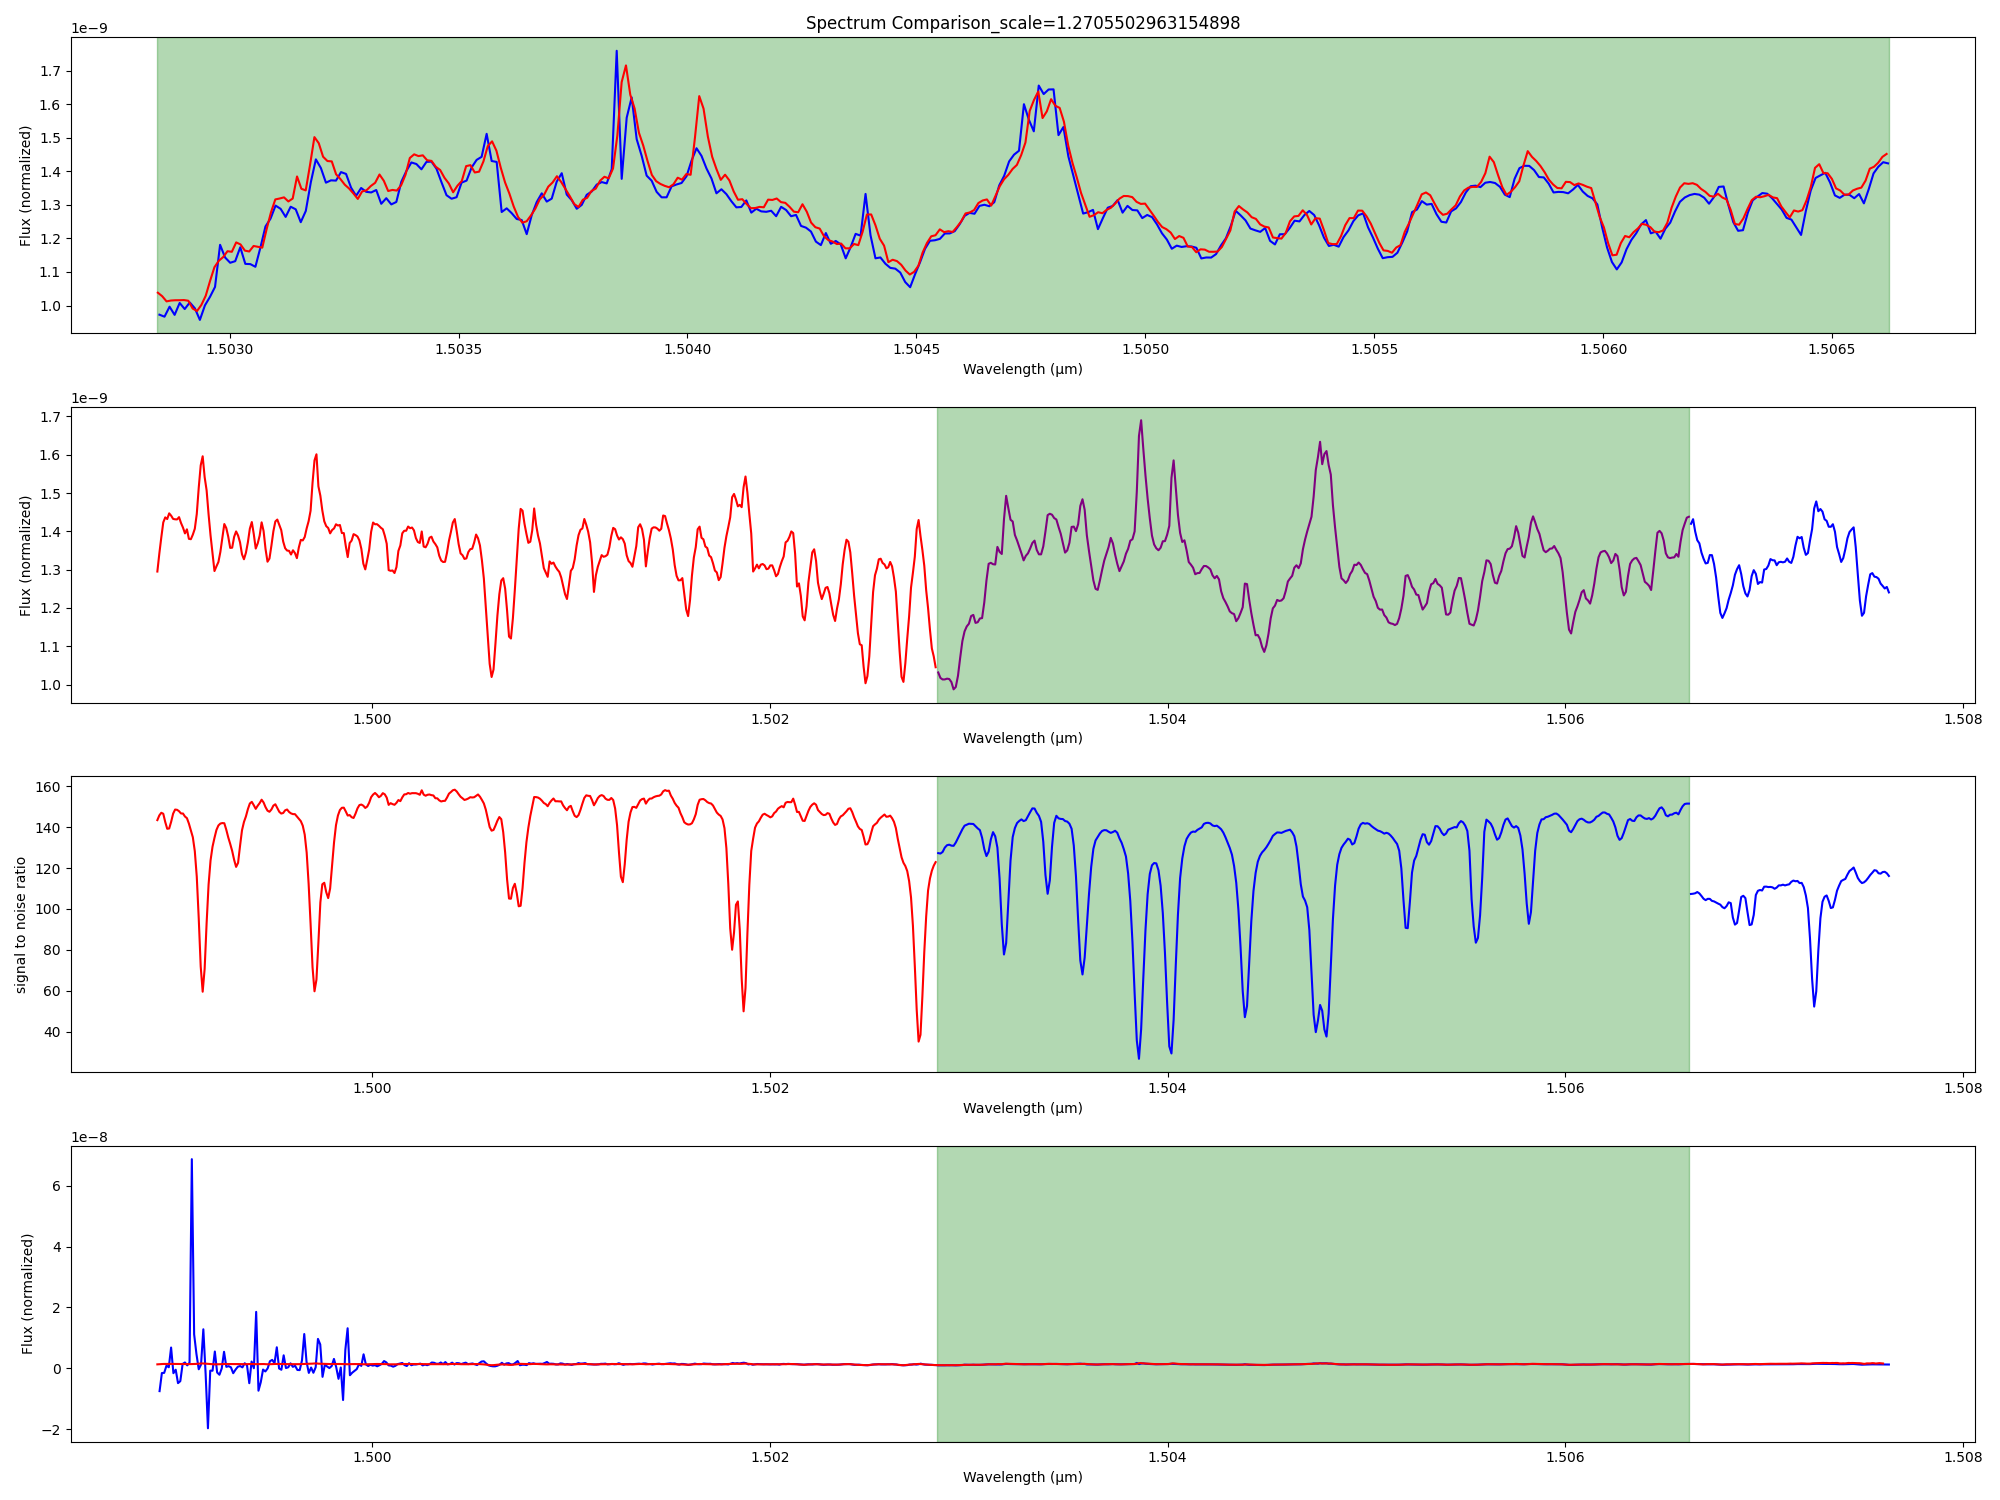 Spectrum Comparison_scale=1.2705502963154898
1e−9
1.7
1.6
1.5
1.4
1.3
1.2
1.1
1.0
Flux (normalized)
1.5030 1.5035 1.5040 1.5045 1.5050 1.5055 1.5060 1.5065
Wavelength (μm)
1e−9
1.7
1.6
1.5
1.4
1.3
1.2
1.1
1.0
Flux (normalized)
1.500 1.502 1.504 1.506 1.508
Wavelength (μm)
160
140
120
100
80
60
40
signal to noise ratio
1.500 1.502 1.504 1.506 1.508
Wavelength (μm)
1e−8
6
4
2
0
−2
Flux (normalized)
1.500 1.502 1.504 1.506 1.508
Wavelength (μm)